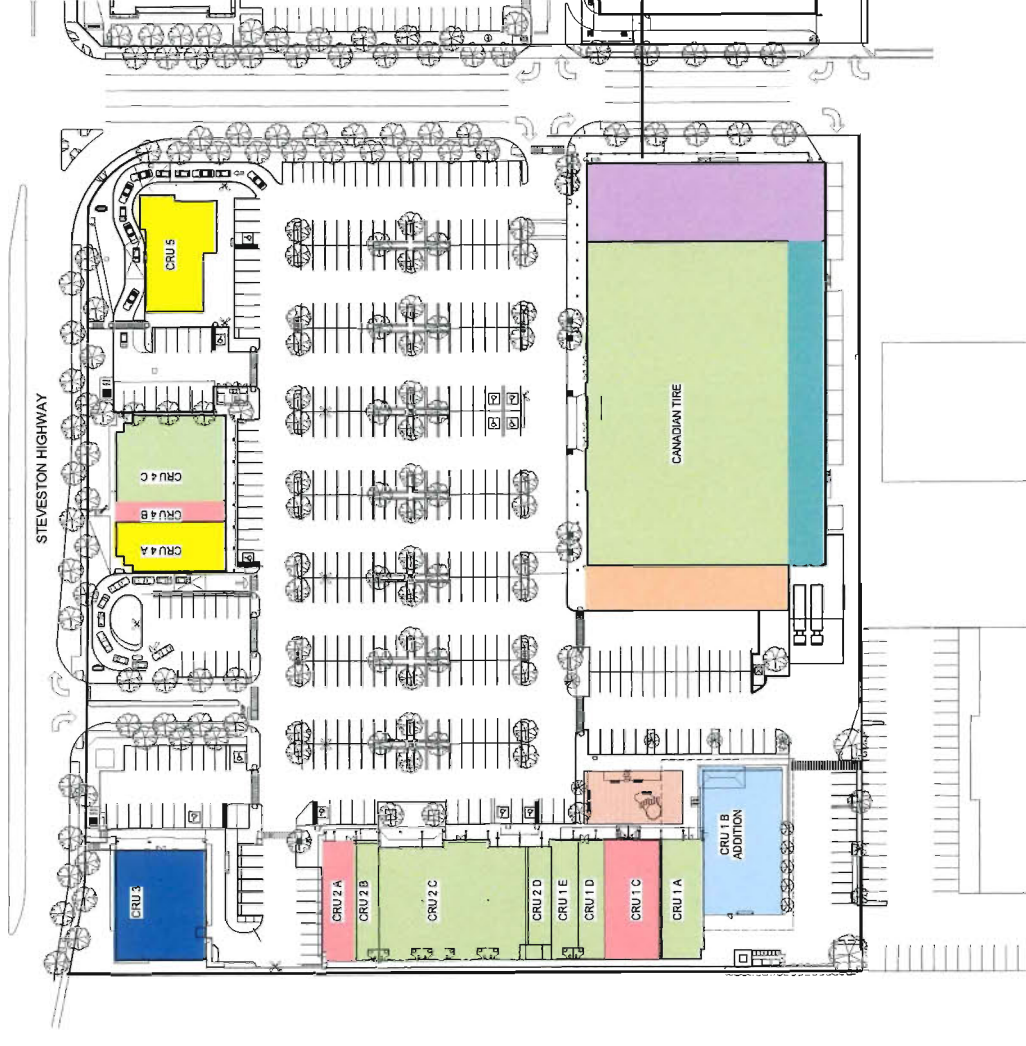 STEVESTON HIGHWAY
CRU 5
CRU 4 C
CRU 4 B
CRU 4 A
CANADIAN TIRE
CRU 3
CRU 2 A
CRU 2 B
CRU 2 C
CRU 2 D
CRU 1 E
CRU 1 D
CRU 1 C
CRU 1 A
CRU 1 B
ADDITION